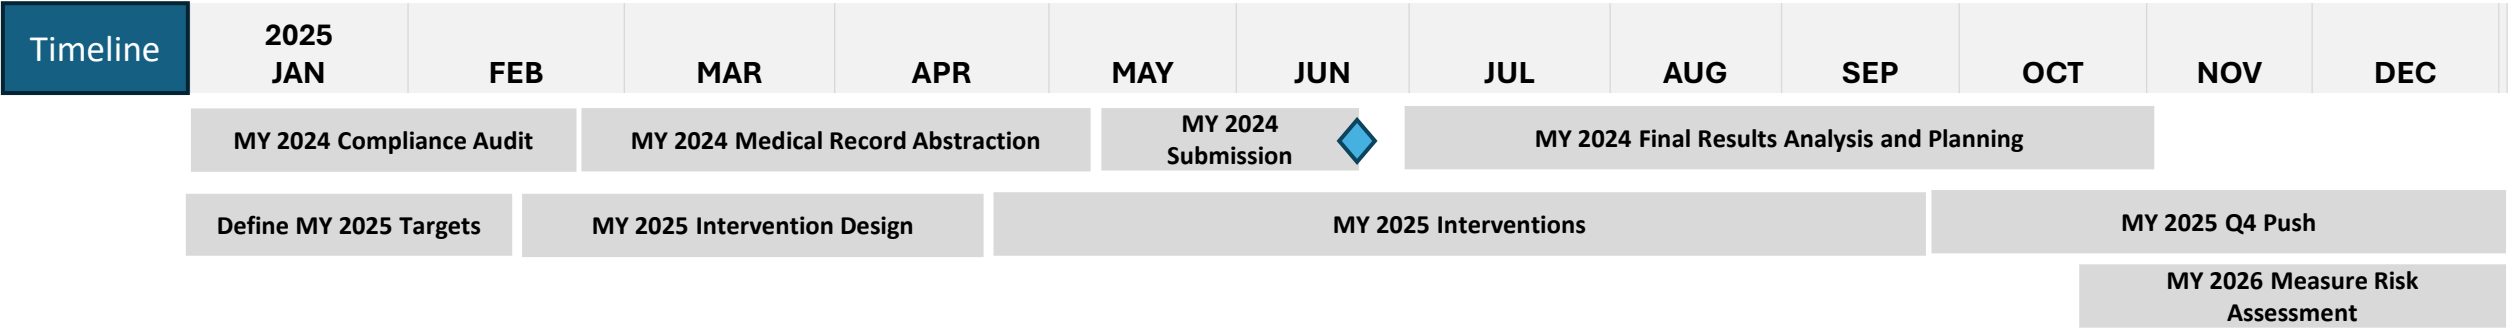 Timeline
2025
JAN
FEB
MAR
APR
MAY
JUN
JUL
AUG
SEP
OCT
NOV
DEC
MY 2024 Compliance Audit
MY 2024 Medical Record Abstraction
MY 2024
Submission
MY 2024 Final Results Analysis and Planning
Define MY 2025 Targets
MY 2025 Intervention Design
MY 2025 Interventions
MY 2025 Q4 Push
MY 2026 Measure Risk
Assessment